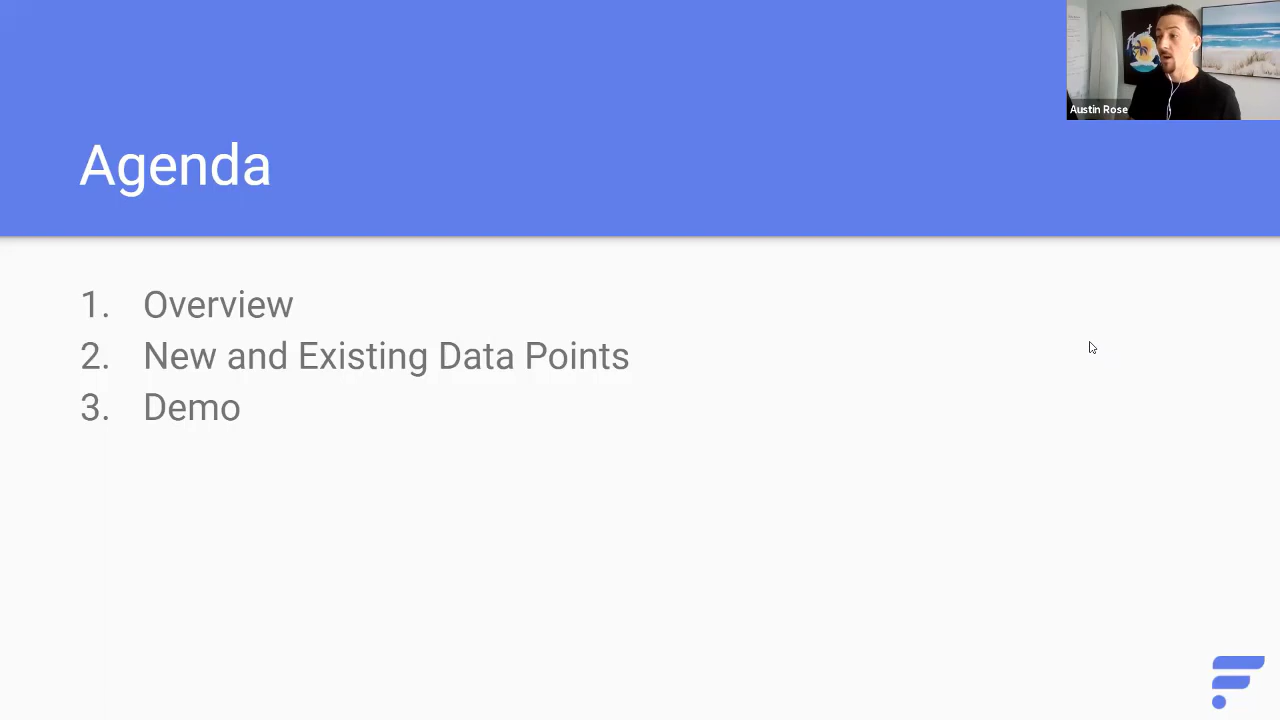 Austin Rose
Agenda
1. Overview
2. New and Existing Data Points
3. Demo